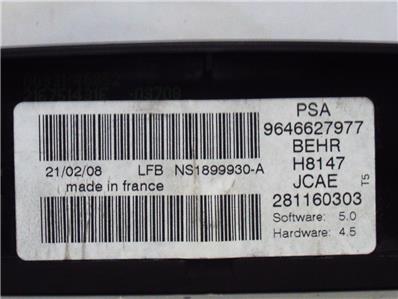 -03708
PSA
9646627977
BEHR
H8147
JCAE
281160303
T5
Software: 5.0
Hardware: 4.5
21/02/08 LFB NS1899930-A
made in france